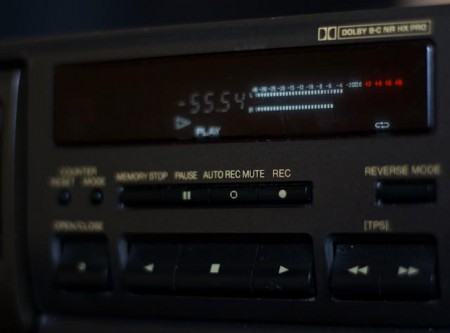 DOLBY B-C NR HX PRO
-55.54
PLAY
COUNTER
RESET MODE
MEMORY STOP PAUSE AUTO REC MUTE REC
REVERSE MODE
OPEN/CLOSE
[TPS]